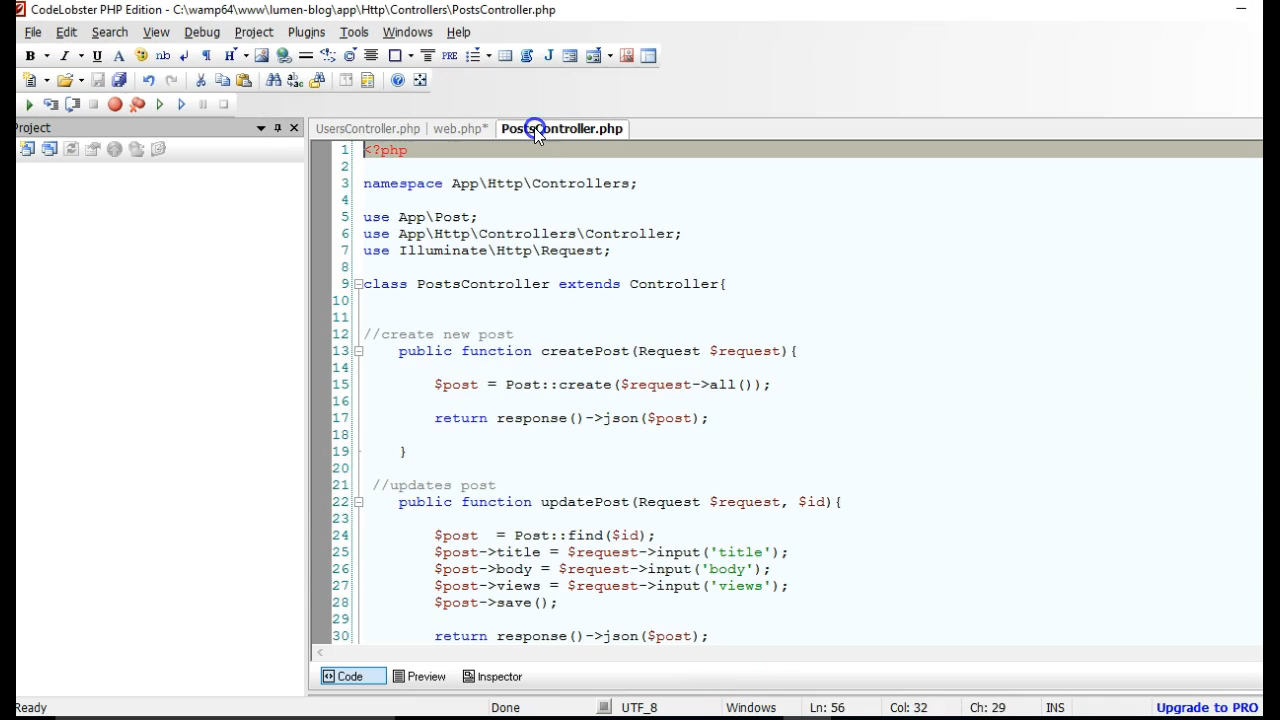 CodeLobster PHP Edition - C:\wamp64\www\lumen-blog\app\Http\Controllers\PostsController.php
File Edit Search View Debug Project Plugins Tools Windows Help
B I U A nb ¶ H PRE J
Project
UsersController.php web.php* PostsController.php
1 <?php
2
3 namespace App\Http\Controllers;
4
5 use App\Post;
6 use App\Http\Controllers\Controller;
7 use Illuminate\Http\Request;
8
9 class PostsController extends Controller{
10
11
12 //create new post
13 public function createPost(Request $request){
14
15 $post = Post::create($request->all());
16
17 return response()->json($post);
18
19 }
20
21 //updates post
22 public function updatePost(Request $request, $id){
23
24 $post  = Post::find($id);
25 $post->title = $request->input('title');
26 $post->body = $request->input('body');
27 $post->views = $request->input('views');
28 $post->save();
29
30 return response()->json($post);
Code Preview Inspector
Ready Done UTF_8 Windows Ln: 56 Col: 32 Ch: 29 INS Upgrade to PRO